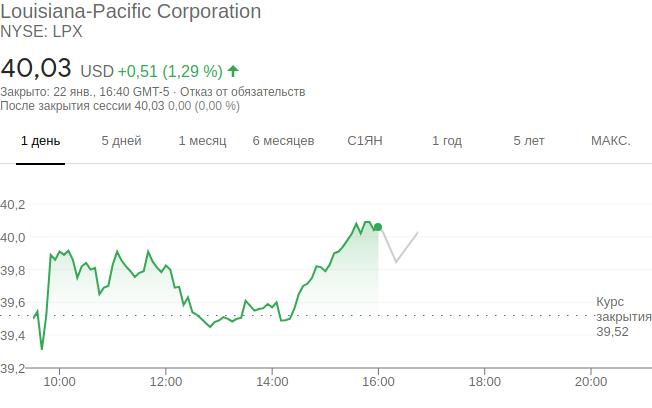 Louisiana-Pacific Corporation
NYSE: LPX
40,03 USD +0,51 (1,29 %)
Закрыто: 22 янв., 16:40 GMT-5 · Отказ от обязательств
После закрытия сессии 40,03 0,00 (0,00 %)
1 день 5 дней 1 месяц 6 месяцев С1ЯН 1 год 5 лет МАКС.
40,2
40,0
39,8
39,6
Курс
закрытия
39,52
39,4
39,2
10:00 12:00 14:00 16:00 18:00 20:00